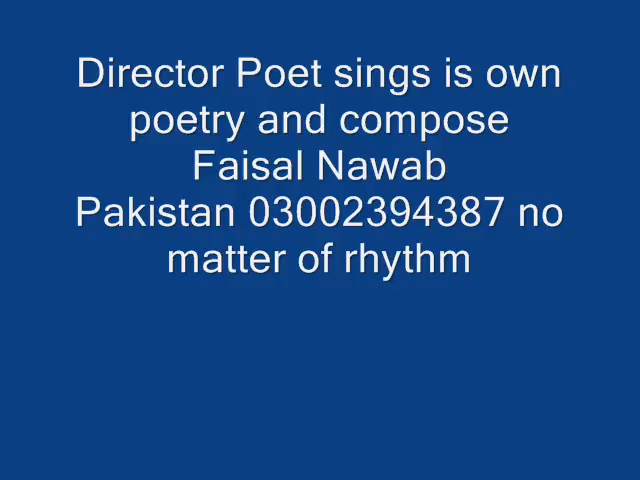 Director Poet sings is own
poetry and compose
Faisal Nawab
Pakistan 03002394387 no
matter of rhythm